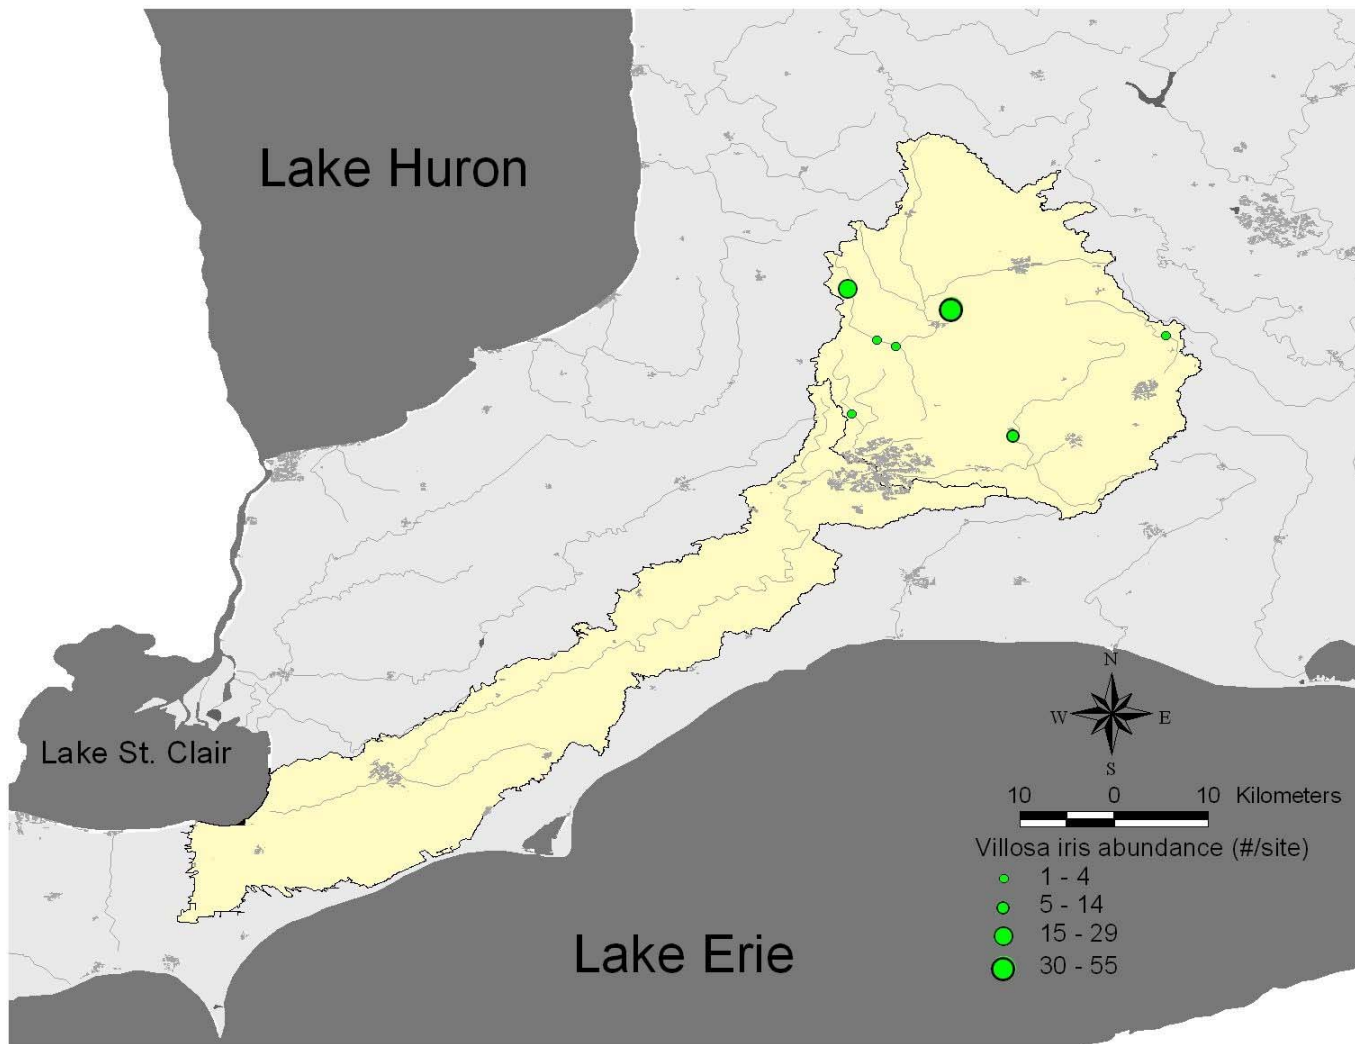 Lake Huron
Lake St. Clair
Lake Erie
N
W E
S
10 0 10 Kilometers
Villosa iris abundance (#/site)
1 - 4
5 - 14
15 - 29
30 - 55